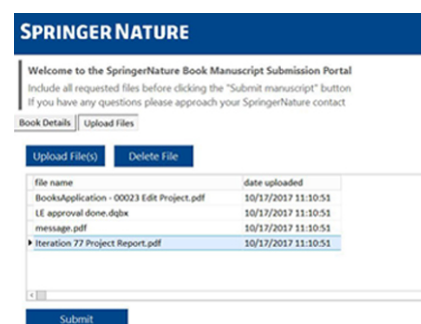 SPRINGER NATURE
Welcome to the SpringerNature Book Manuscript Submission Portal
Include all requested files before clicking the "Submit manuscript" button
If you have any questions please approach your SpringerNature contact
Book Details Upload Files
Upload File(s) Delete File
file name date uploaded
BooksApplication - 00023 Edit Project.pdf 10/17/2017 11:10:51
LE approval done.dqbx 10/17/2017 11:10:51
message.pdf 10/17/2017 11:10:51
Iteration 77 Project Report.pdf 10/17/2017 11:10:51
Submit